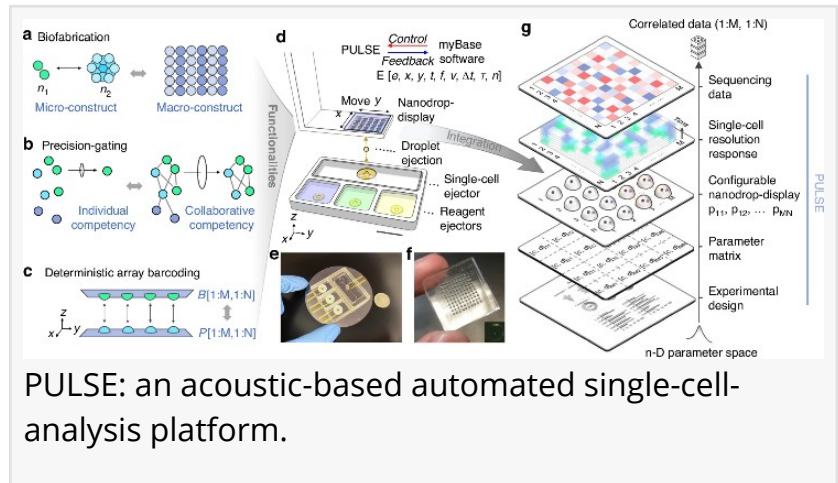 a Biofabrication
n1 n2
Micro-construct Macro-construct
b Precision-gating
Individual competency
Collaborative competency
c Deterministic array barcoding
B[1:M,1:N]
z
x y
P[1:M,1:N]
Functionalities
d
Control
PULSE myBase
Feedback software
E [e, x, y, t, f, v, Δt, τ, n]
Move y Nanodrop-
x display
Droplet
ejection
Single-cell
ejector
Reagent
ejectors
z
x y
Integration
e f
g
Correlated data (1:M, 1:N)
Sequencing
data
Single-cell
resolution
response
Configurable
nanodrop-display
p11, p12, ... pMN
Parameter
matrix
Experimental
design
n-D parameter space
PULSE
PULSE: an acoustic-based automated single-cell-
analysis platform.